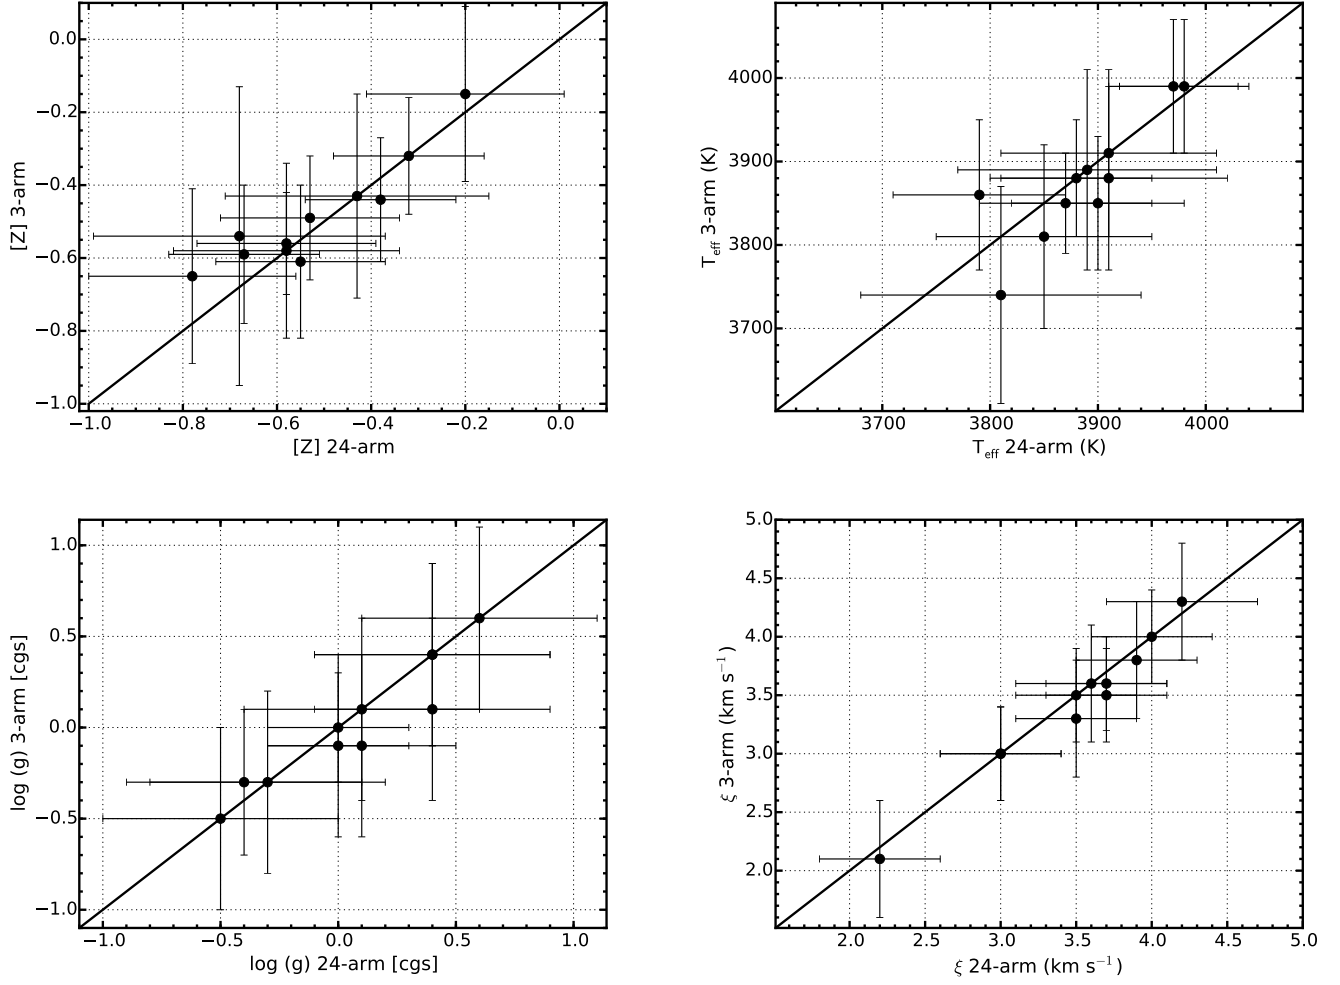 0.0
−0.2
−0.4
−0.6
−0.8
−1.0
[Z] 3-arm
−1.0 −0.8 −0.6 −0.4 −0.2 0.0
[Z] 24-arm
4000
3900
3800
3700
Teff 3-arm (K)
3700 3800 3900 4000
Teff 24-arm (K)
1.0
0.5
0.0
−0.5
−1.0
log (g) 3-arm [cgs]
−1.0 −0.5 0.0 0.5 1.0
log (g) 24-arm [cgs]
5.0
4.5
4.0
3.5
3.0
2.5
2.0
ξ 3-arm (km s−1)
2.0 2.5 3.0 3.5 4.0 4.5 5.0
ξ 24-arm (km s−1)